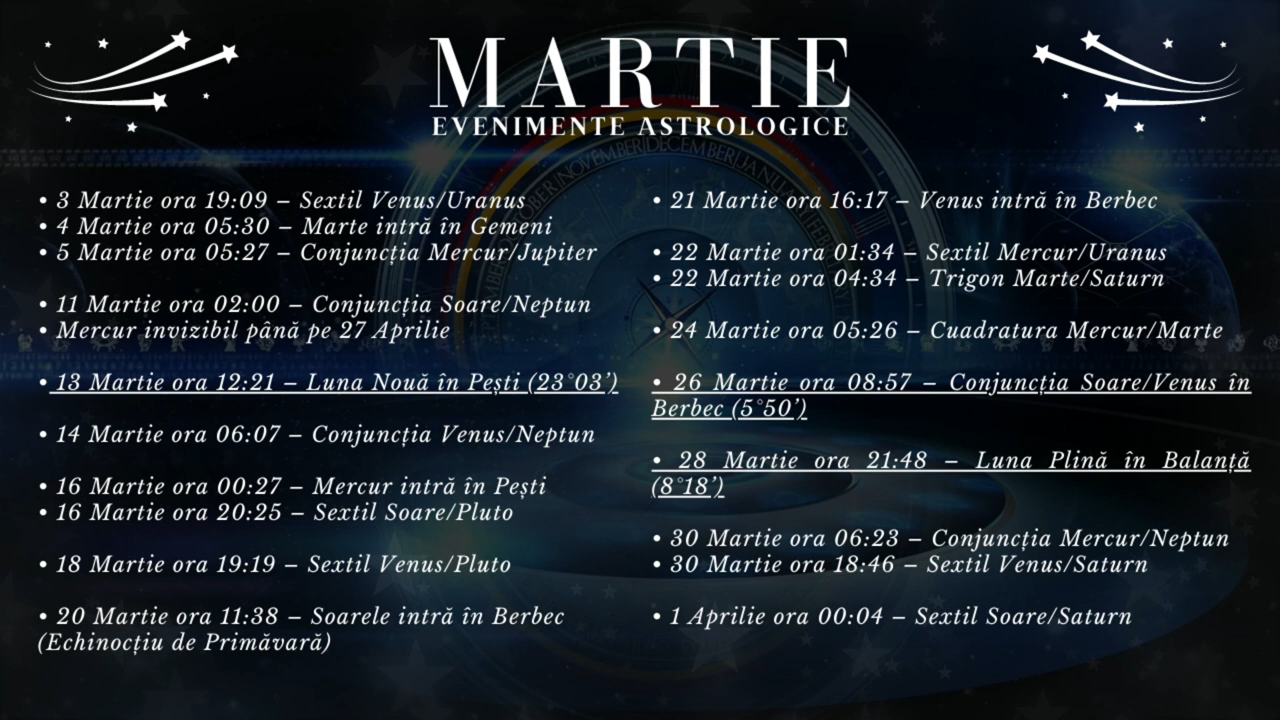 MARTIE
EVENIMENTE ASTROLOGICE
• 3 Martie ora 19:09 – Sextil Venus/Uranus
• 4 Martie ora 05:30 – Marte intră în Gemeni
• 5 Martie ora 05:27 – Conjuncția Mercur/Jupiter
• 11 Martie ora 02:00 – Conjuncția Soare/Neptun
• Mercur invizibil până pe 27 Aprilie
• 13 Martie ora 12:21 – Luna Nouă în Pești (23°03’)
• 14 Martie ora 06:07 – Conjuncția Venus/Neptun
• 16 Martie ora 00:27 – Mercur intră în Pești
• 16 Martie ora 20:25 – Sextil Soare/Pluto
• 18 Martie ora 19:19 – Sextil Venus/Pluto
• 20 Martie ora 11:38 – Soarele intră în Berbec
(Echinocțiu de Primăvară)
• 21 Martie ora 16:17 – Venus intră în Berbec
• 22 Martie ora 01:34 – Sextil Mercur/Uranus
• 22 Martie ora 04:34 – Trigon Marte/Saturn
• 24 Martie ora 05:26 – Cuadratura Mercur/Marte
• 26 Martie ora 08:57 – Conjuncția Soare/Venus în
Berbec (5°50’)
• 28 Martie ora 21:48 – Luna Plină în Balanță
(8°18’)
• 30 Martie ora 06:23 – Conjuncția Mercur/Neptun
• 30 Martie ora 18:46 – Sextil Venus/Saturn
• 1 Aprilie ora 00:04 – Sextil Soare/Saturn